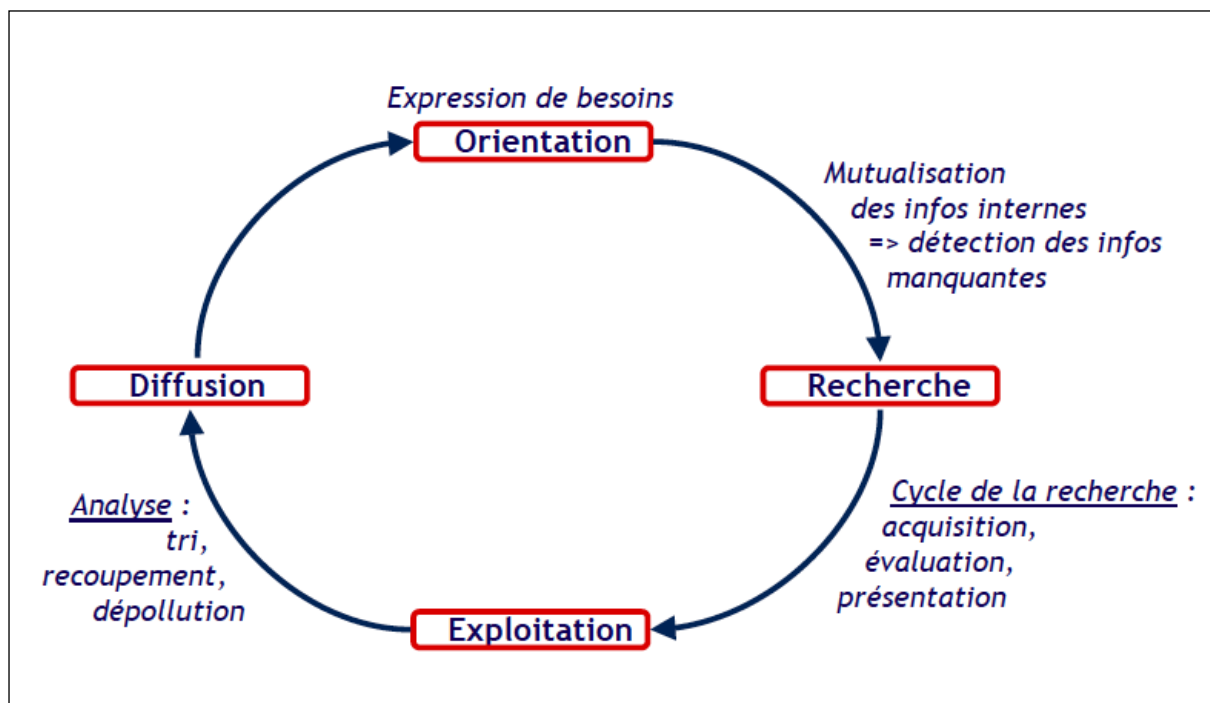 Expression de besoins
Orientation
Mutualisation
des infos internes
=> détection des infos
manquantes
Diffusion
Recherche
Analyse :
tri,
recoupement,
dépollution
Cycle de la recherche :
acquisition,
évaluation,
présentation
Exploitation